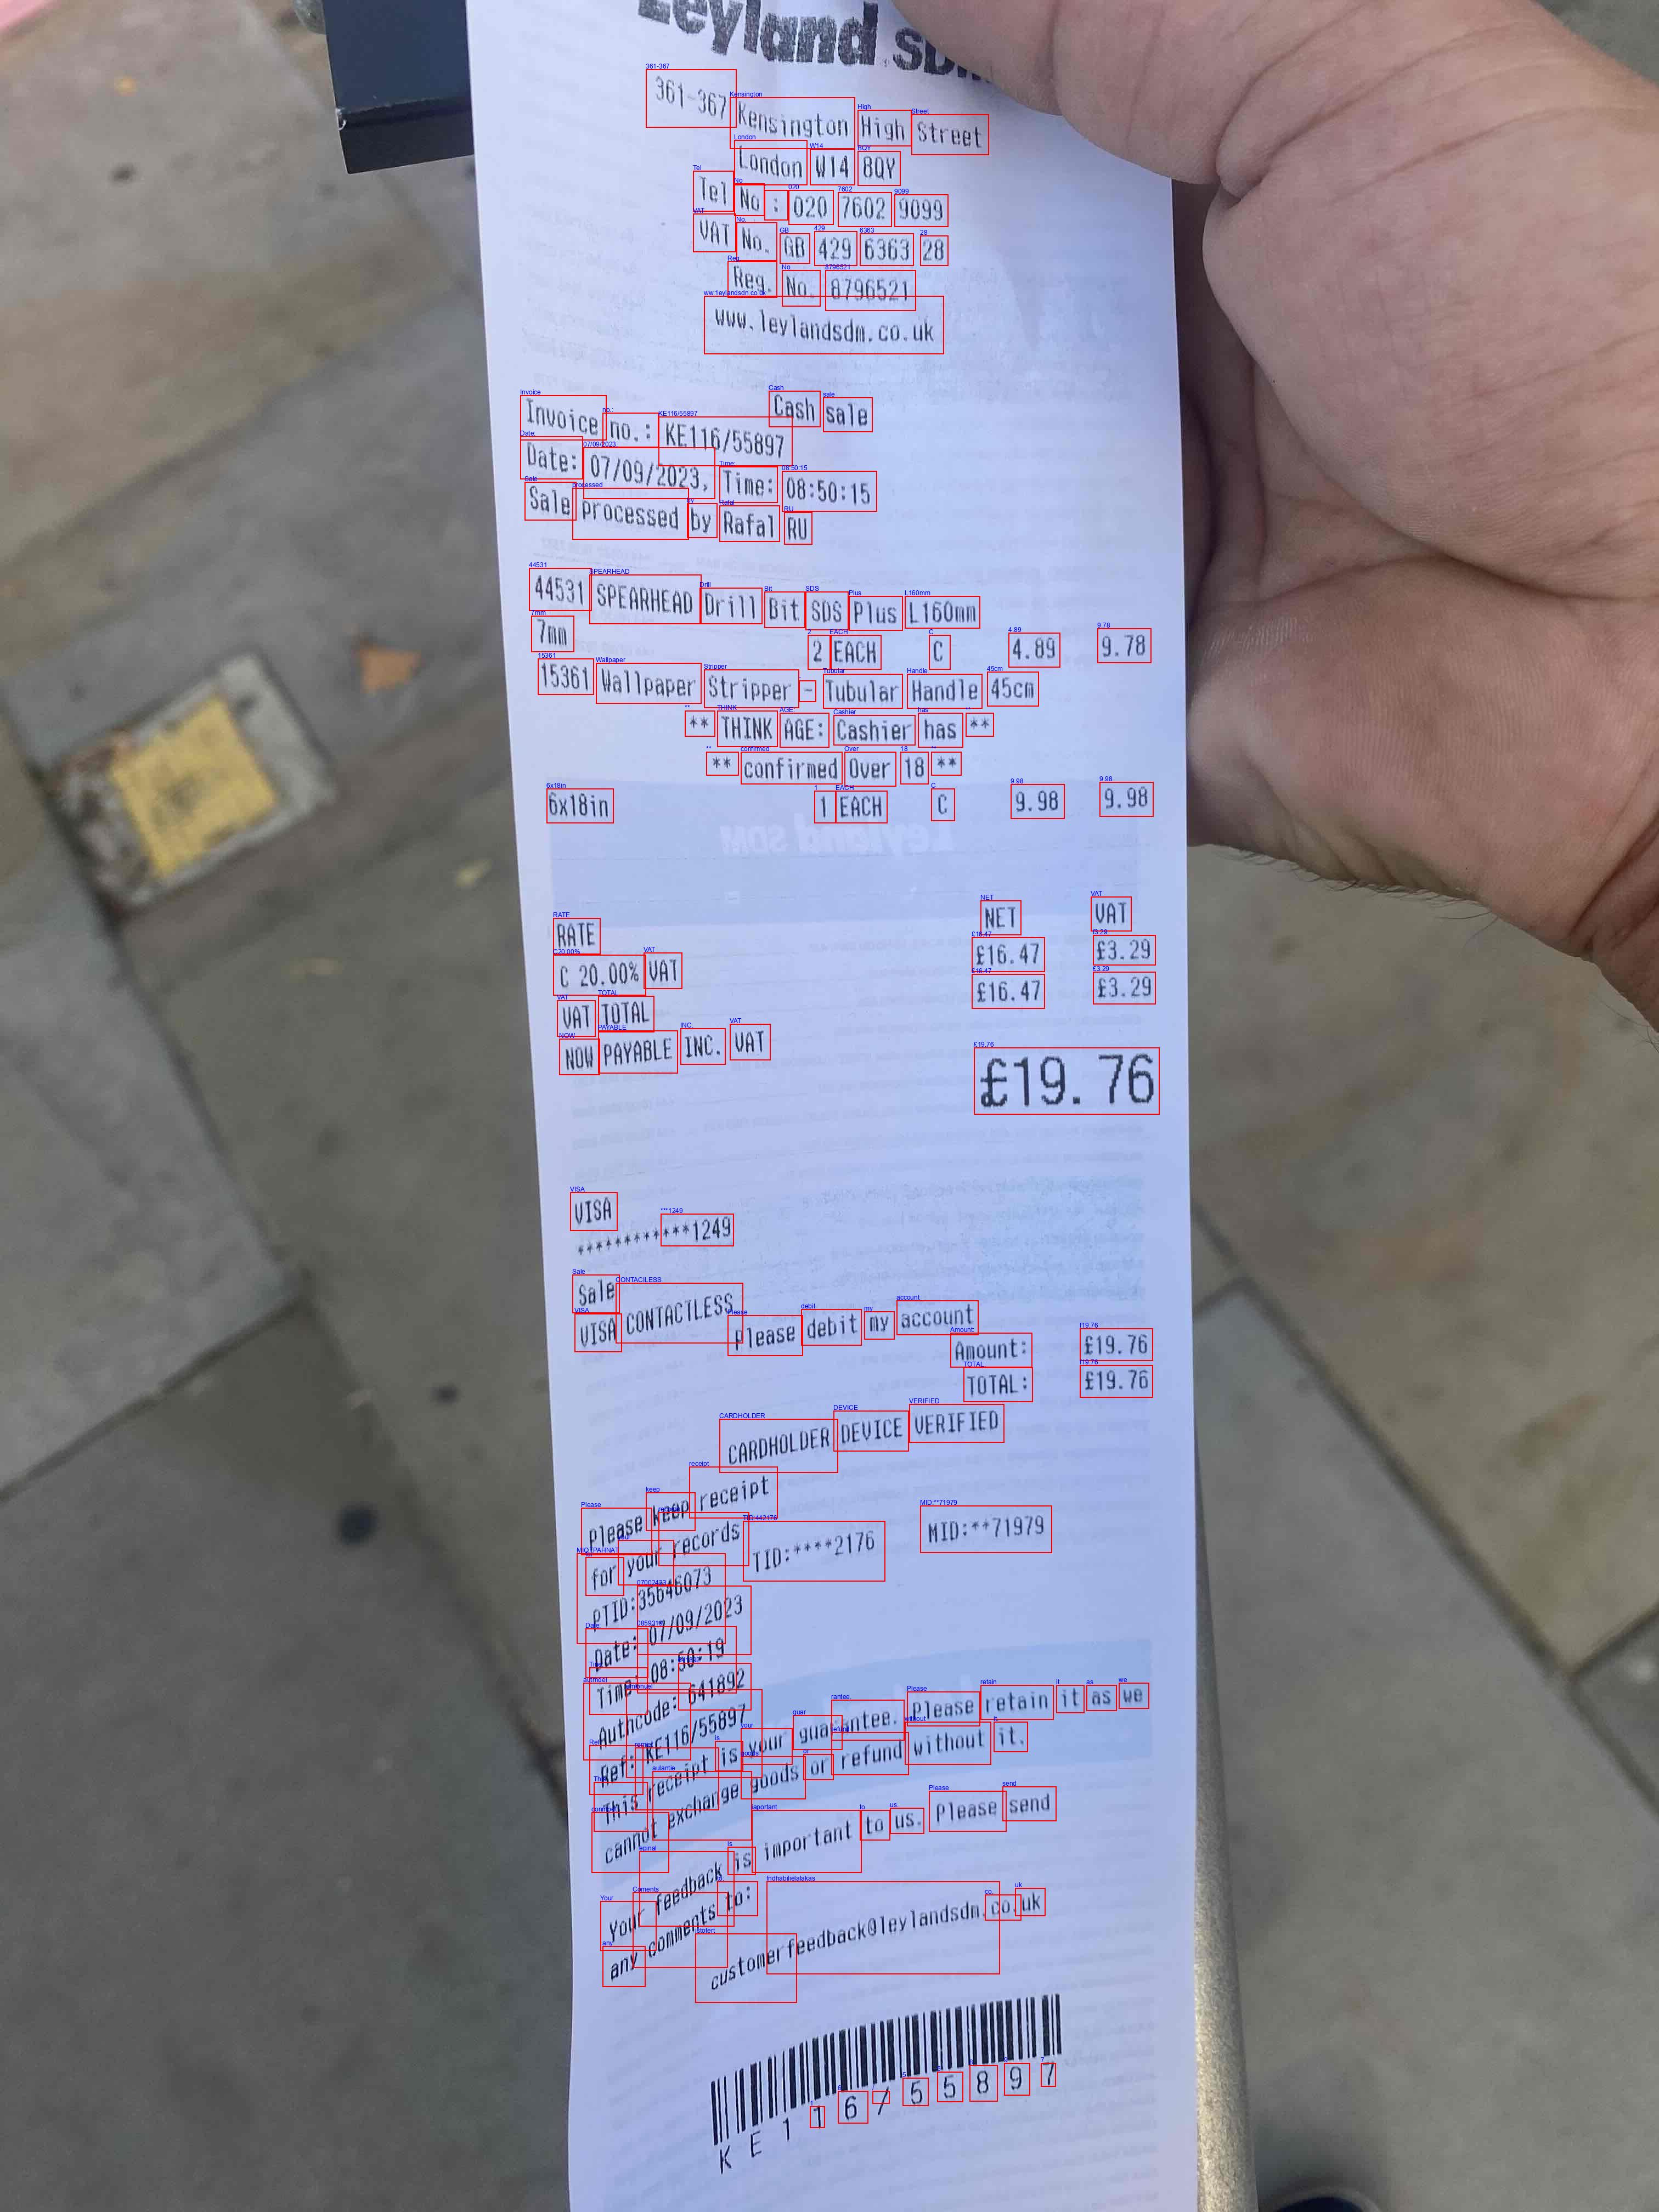 Leyland SDM
361-367 Kensington High Street
London W14 8QY
Tel No : 020 7602 9099
VAT No. GB 429 6363 28
Reg. No. 8796521
www.leylandsdm.co.uk
Cash sale
Invoice no.: KE116/55897
Date: 07/09/2023, Time: 08:50:15
Sale processed by Rafal RU
44531 SPEARHEAD Drill Bit SDS Plus L160mm
7mm
2 EACH C 4.89 9.78
15361 Wallpaper Stripper - Tubular Handle 45cm
** THINK AGE: Cashier has **
** confirmed Over 18 **
6x18in 1 EACH C 9.98 9.98
RATE NET VAT
C 20.00% VAT £16.47 £3.29
VAT TOTAL £16.47 £3.29
NOW PAYABLE INC. VAT £19.76
VISA
************1249
Sale
VISA CONTACTLESS
Please debit my account
Amount: £19.76
TOTAL: £19.76
CARDHOLDER DEVICE VERIFIED
Please keep receipt
for your records
TID:****2176 MID:**71979
PTID:35646073
Date: 07/09/2023
Time: 08:50:19
Authcode: 641892
Ref: KE116/55897
This receipt is your guarantee. Please retain it as we
cannot exchange goods or refund without it.
Your feedback is important to us. Please send
any comments to:
customerfeedback@leylandsdm.co.uk
KE116/55897